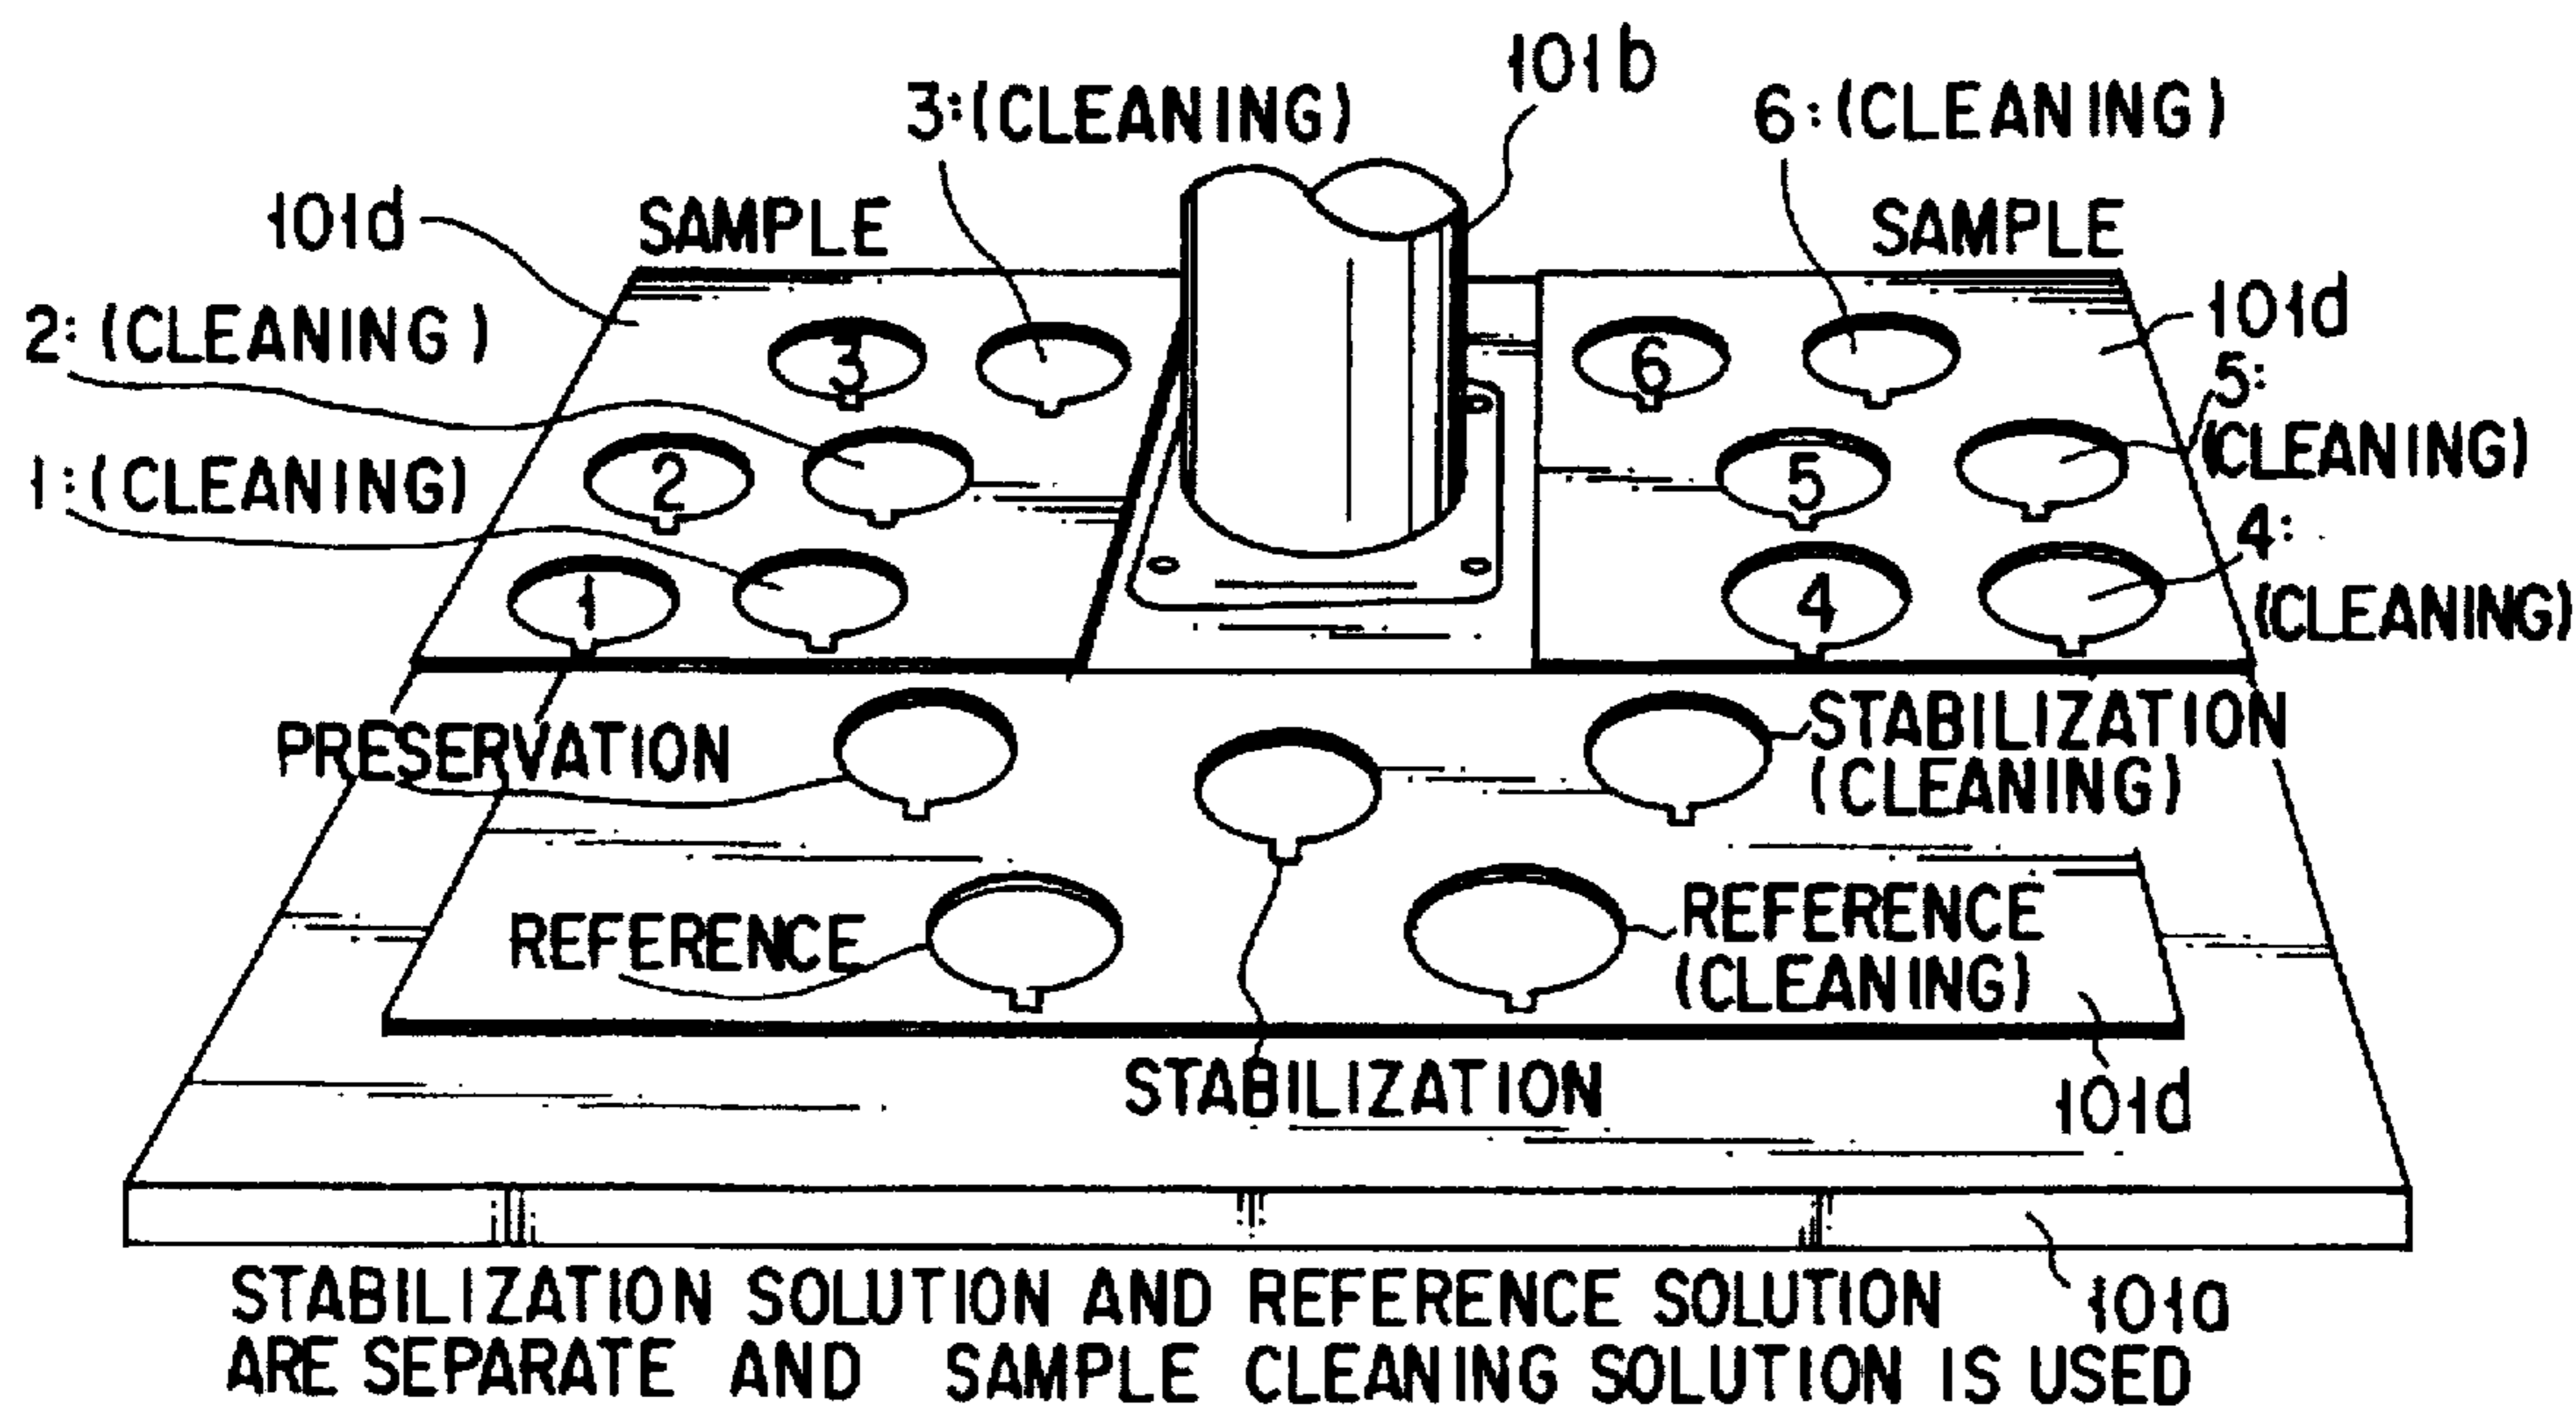 101b
3:(CLEANING)
6:(CLEANING)
101d
SAMPLE
SAMPLE
101d
2:(CLEANING)
3
6
5:
(CLEANING)
1:(CLEANING)
2
5
4:
(CLEANING)
1
4
PRESERVATION
STABILIZATION
(CLEANING)
REFERENCE
REFERENCE
(CLEANING)
STABILIZATION
101d
STABILIZATION SOLUTION AND REFERENCE SOLUTION
101a
ARE SEPARATE AND SAMPLE CLEANING SOLUTION IS USED